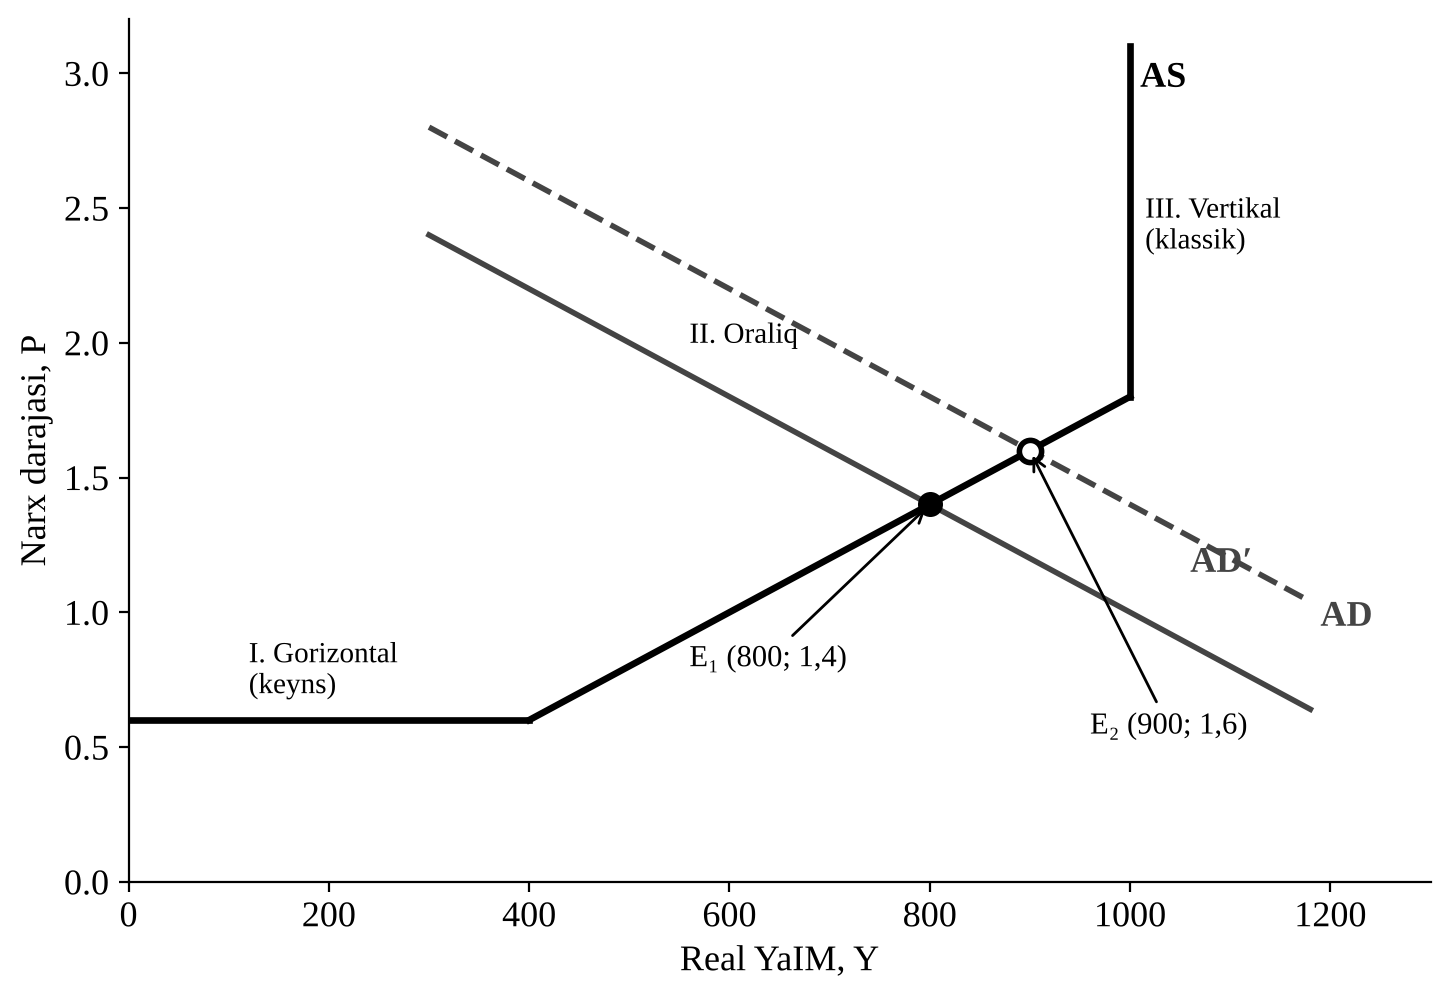 3.0
2.5
2.0
1.5
1.0
0.5
0.0
Narx darajasi, P
AS
III. Vertikal
(klassik)
II. Oraliq
AD′
AD
I. Gorizontal
(keyns)
E₁ (800; 1,4)
E₂ (900; 1,6)
0 200 400 600 800 1000 1200
Real YaIM, Y